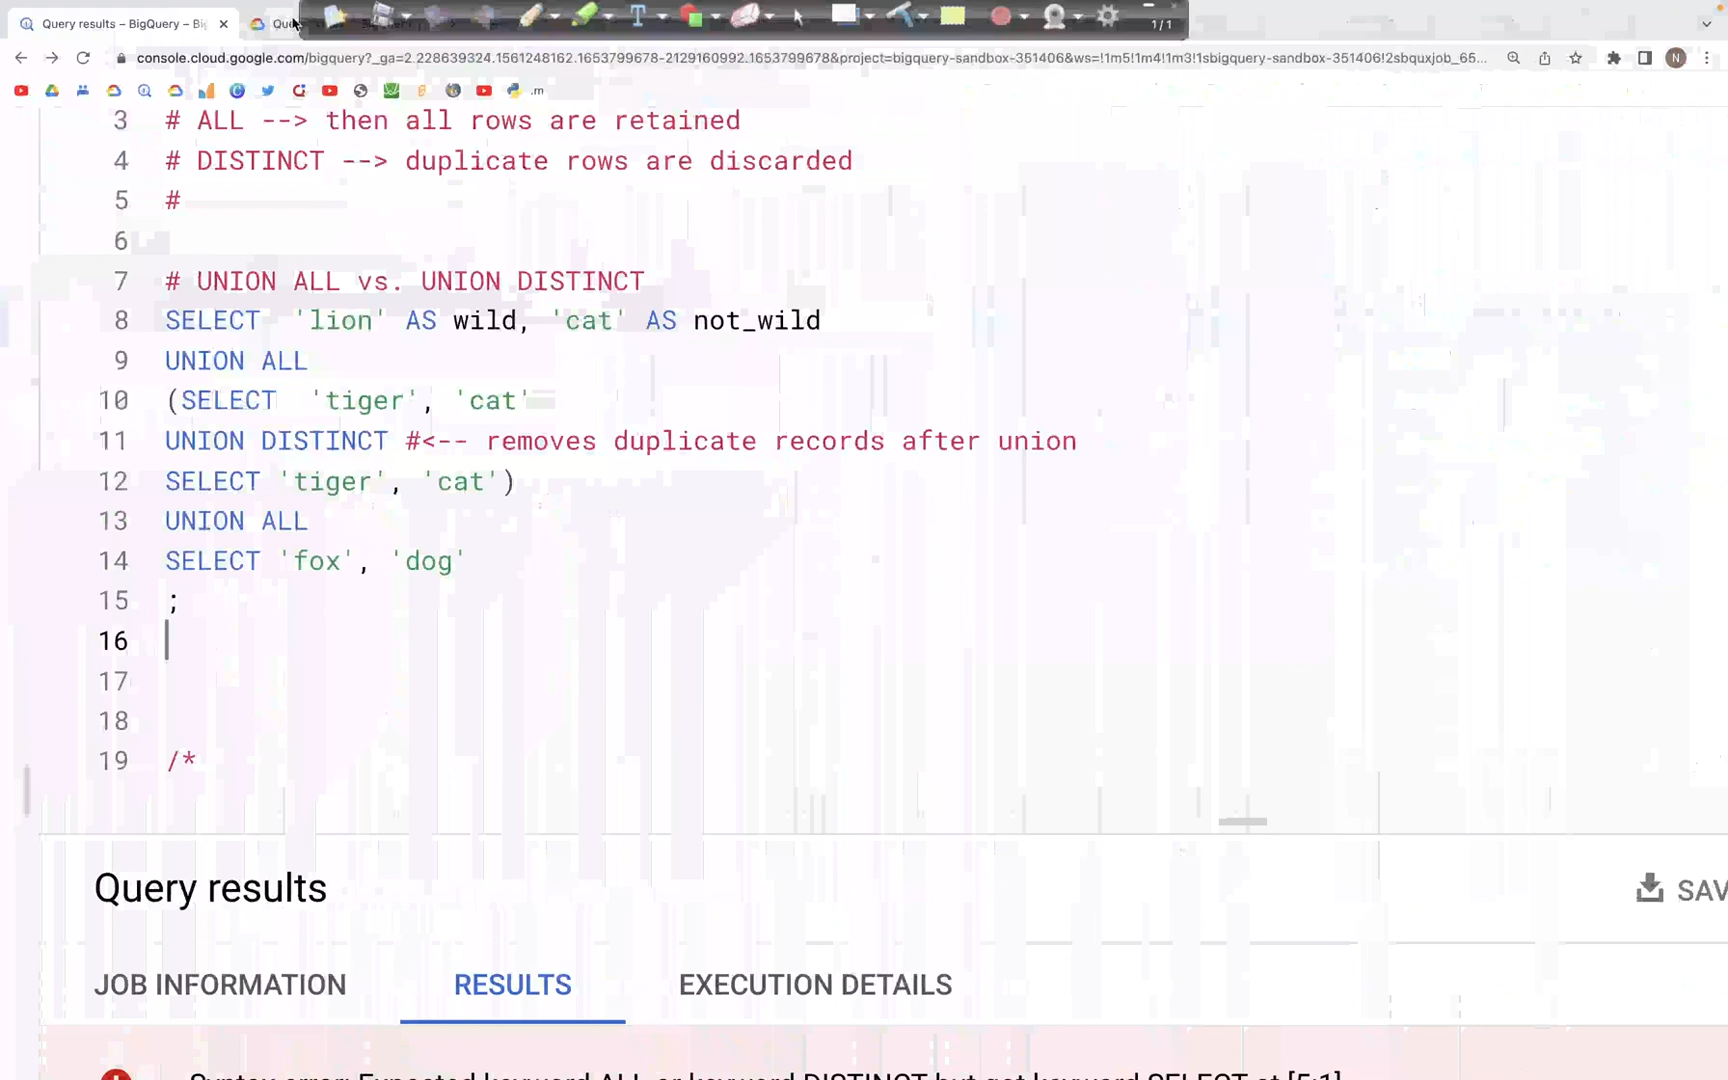 Query results – BigQuery – Bi
Que
1/1
console.cloud.google.com/bigquery?_ga=2.228639324.1561248162.1653799678-2129160992.1653799678&project=bigquery-sandbox-351406&ws=!1m5!1m4!1m3!1sbigquery-sandbox-351406!2sbquxjob_65...
N
.m
3 # ALL --> then all rows are retained
4 # DISTINCT --> duplicate rows are discarded
5 #
6
7 # UNION ALL vs. UNION DISTINCT
8 SELECT 'lion' AS wild, 'cat' AS not_wild
9 UNION ALL
10 (SELECT 'tiger', 'cat'
11 UNION DISTINCT #<-- removes duplicate records after union
12 SELECT 'tiger', 'cat')
13 UNION ALL
14 SELECT 'fox', 'dog'
15 ;
16
17
18
19 /*
Query results
SAV
JOB INFORMATION RESULTS EXECUTION DETAILS
Syntax error: Expected keyword ALL or keyword DISTINCT but got keyword SELECT at [5:1]